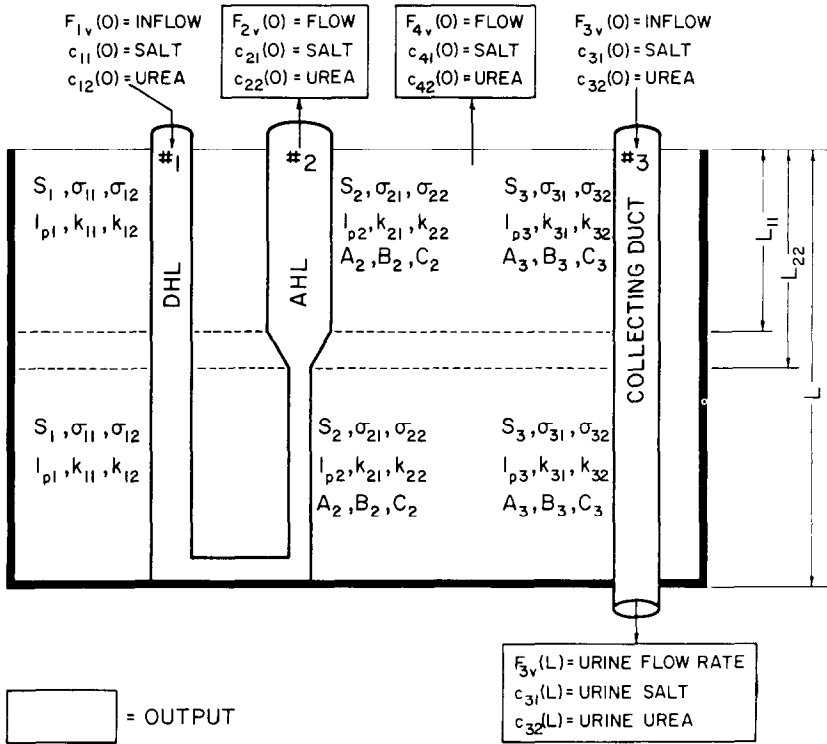 F₁ᵥ(0) = INFLOW
c₁₁(0) = SALT
c₁₂(0) = UREA
F₂ᵥ(0) = FLOW
c₂₁(0) = SALT
c₂₂(0) = UREA
F₄ᵥ(0) = FLOW
c₄₁(0) = SALT
c₄₂(0) = UREA
F₃ᵥ(0) = INFLOW
c₃₁(0) = SALT
c₃₂(0) = UREA
#1
#2
#3
S₁, σ₁₁, σ₁₂
lₚ₁, k₁₁, k₁₂
DHL
AHL
S₂, σ₂₁, σ₂₂
lₚ₂, k₂₁, k₂₂
A₂, B₂, C₂
S₃, σ₃₁, σ₃₂
lₚ₃, k₃₁, k₃₂
A₃, B₃, C₃
COLLECTING DUCT
L₁₁
L₂₂
L
S₁, σ₁₁, σ₁₂
lₚ₁, k₁₁, k₁₂
S₂, σ₂₁, σ₂₂
lₚ₂, k₂₁, k₂₂
A₂, B₂, C₂
S₃, σ₃₁, σ₃₂
lₚ₃, k₃₁, k₃₂
A₃, B₃, C₃
F₃ᵥ(L) = URINE FLOW RATE
c₃₁(L) = URINE SALT
c₃₂(L) = URINE UREA
= OUTPUT